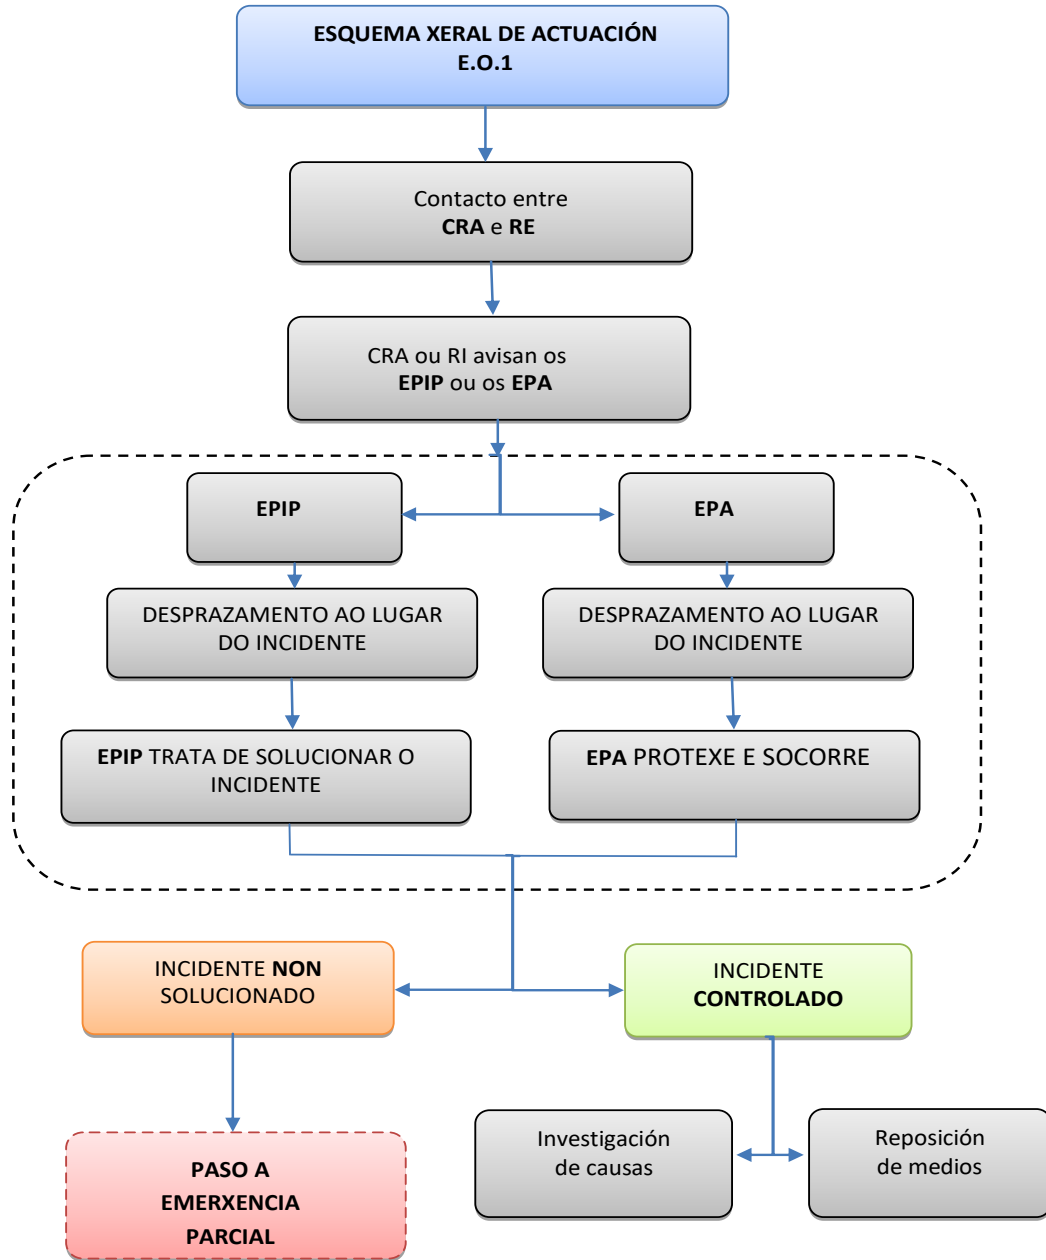 ESQUEMA XERAL DE ACTUACIÓN
E.O.1
Contacto entre
CRA e RE
CRA ou RI avisan os
EPIP ou os EPA
EPIP
EPA
DESPRAZAMENTO AO LUGAR
DO INCIDENTE
DESPRAZAMENTO AO LUGAR
DO INCIDENTE
EPIP TRATA DE SOLUCIONAR O
INCIDENTE
EPA PROTEXE E SOCORRE
INCIDENTE NON
SOLUCIONADO
INCIDENTE
CONTROLADO
Investigación
de causas
Reposición
de medios
PASO A
EMERXENCIA
PARCIAL